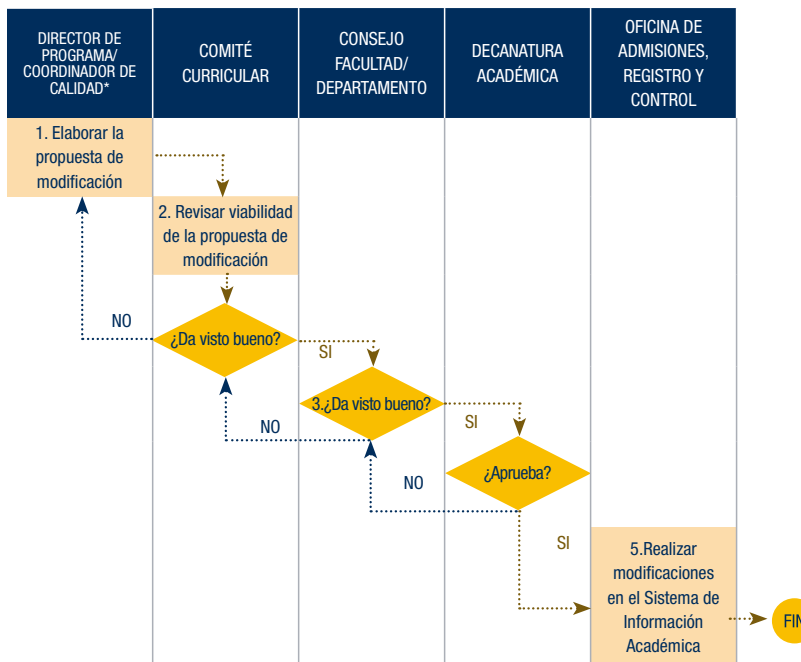 DIRECTOR DE
PROGRAMA/
COORDINADOR DE
CALIDAD*
COMITÉ
CURRICULAR
CONSEJO
FACULTAD/
DEPARTAMENTO
DECANATURA
ACADÉMICA
OFICINA DE
ADMISIONES,
REGISTRO Y
CONTROL
1. Elaborar la
propuesta de
modificación
2. Revisar viabilidad
de la propuesta de
modificación
NO
¿Da visto bueno?
SI
3.¿Da visto bueno?
NO
SI
¿Aprueba?
NO
SI
5.Realizar
modificaciones
en el Sistema de
Información
Académica
FIN